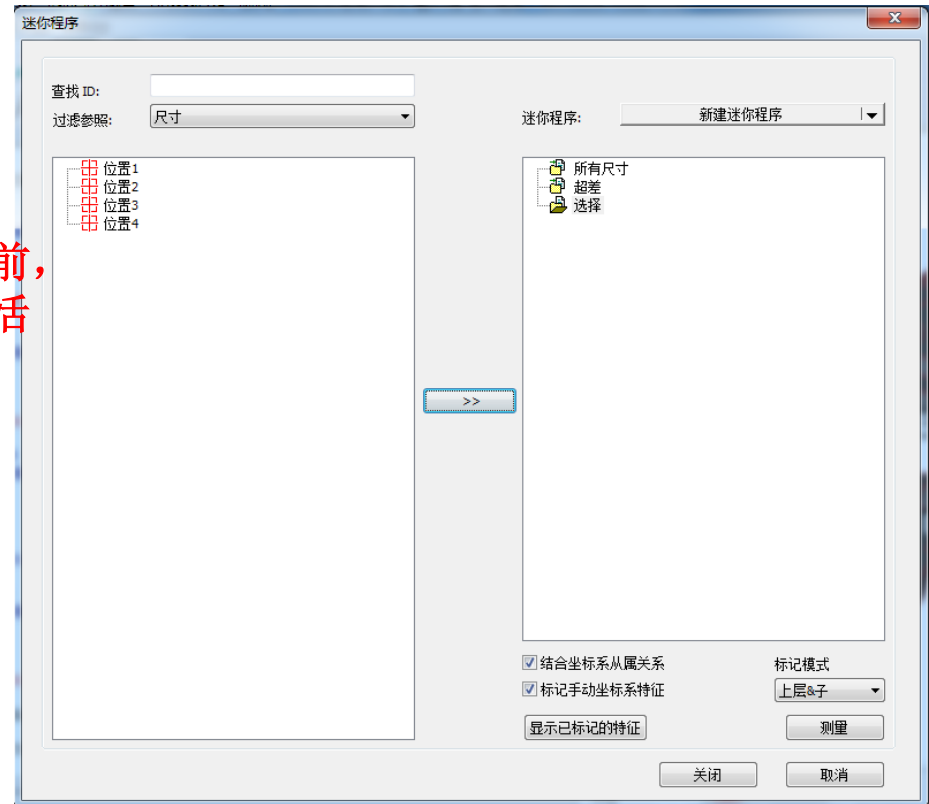 迷你程序
查找 ID:
过滤参照:
尺寸
迷你程序:
新建迷你程序
位置1
位置2
位置3
位置4
所有尺寸
超差
选择
前，
活
>>
结合坐标系从属关系
标记手动坐标系特征
标记模式
上层&子
显示已标记的特征
测量
关闭
取消